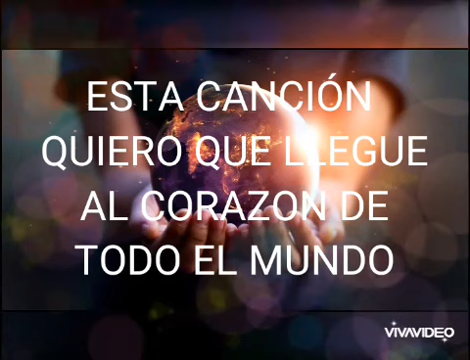 ESTA CANCIÓN
QUIERO QUE LLEGUE
AL CORAZON DE
TODO EL MUNDO
VIVAVIDEO